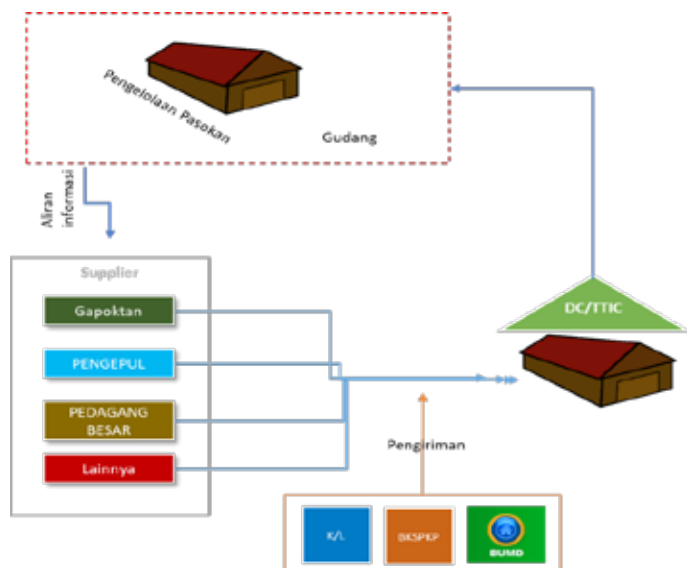 Pengelolaan Pasokan
Gudang
Aliran
informasi
Supplier
Gapoktan
DC/TTIC
PENGEPUL
PEDAGANG
BESAR
Pengiriman
Lainnya
K/L
BKSPKP
BUMD